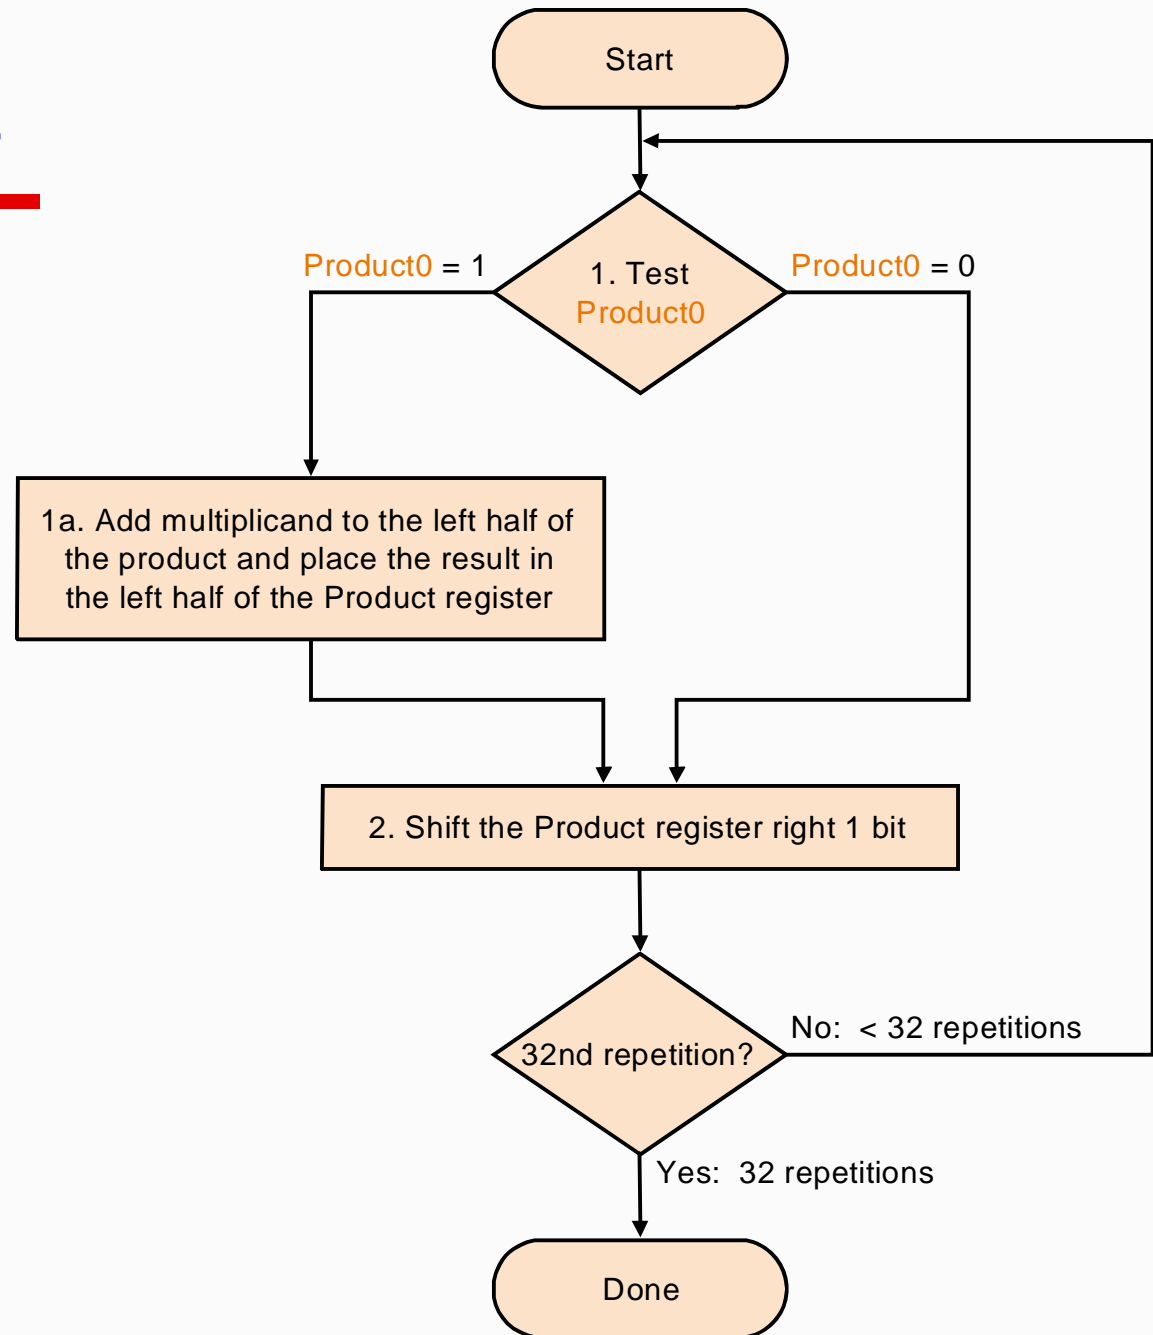 Start
Product0 = 1
1. Test
Product0
Product0 = 0
1a. Add multiplicand to the left half of
the product and place the result in
the left half of the Product register
2. Shift the Product register right 1 bit
32nd repetition?
No:  < 32 repetitions
Yes:  32 repetitions
Done